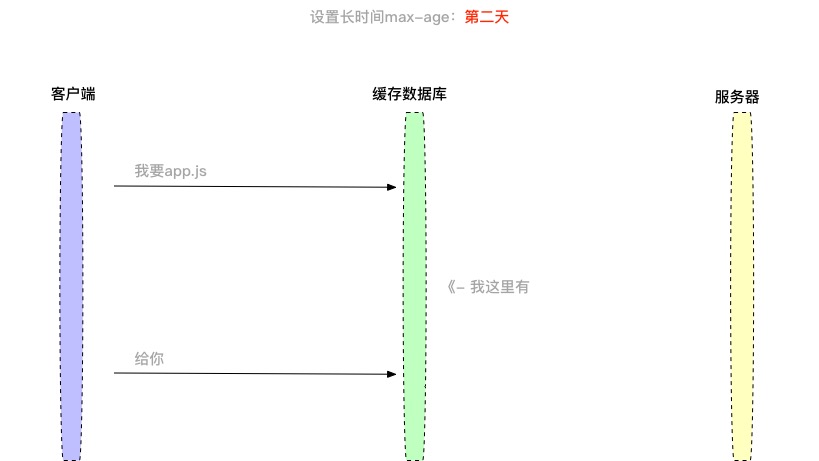 设置长时间max-age：第二天
客户端
缓存数据库
服务器
我要app.js
《- 我这里有
给你